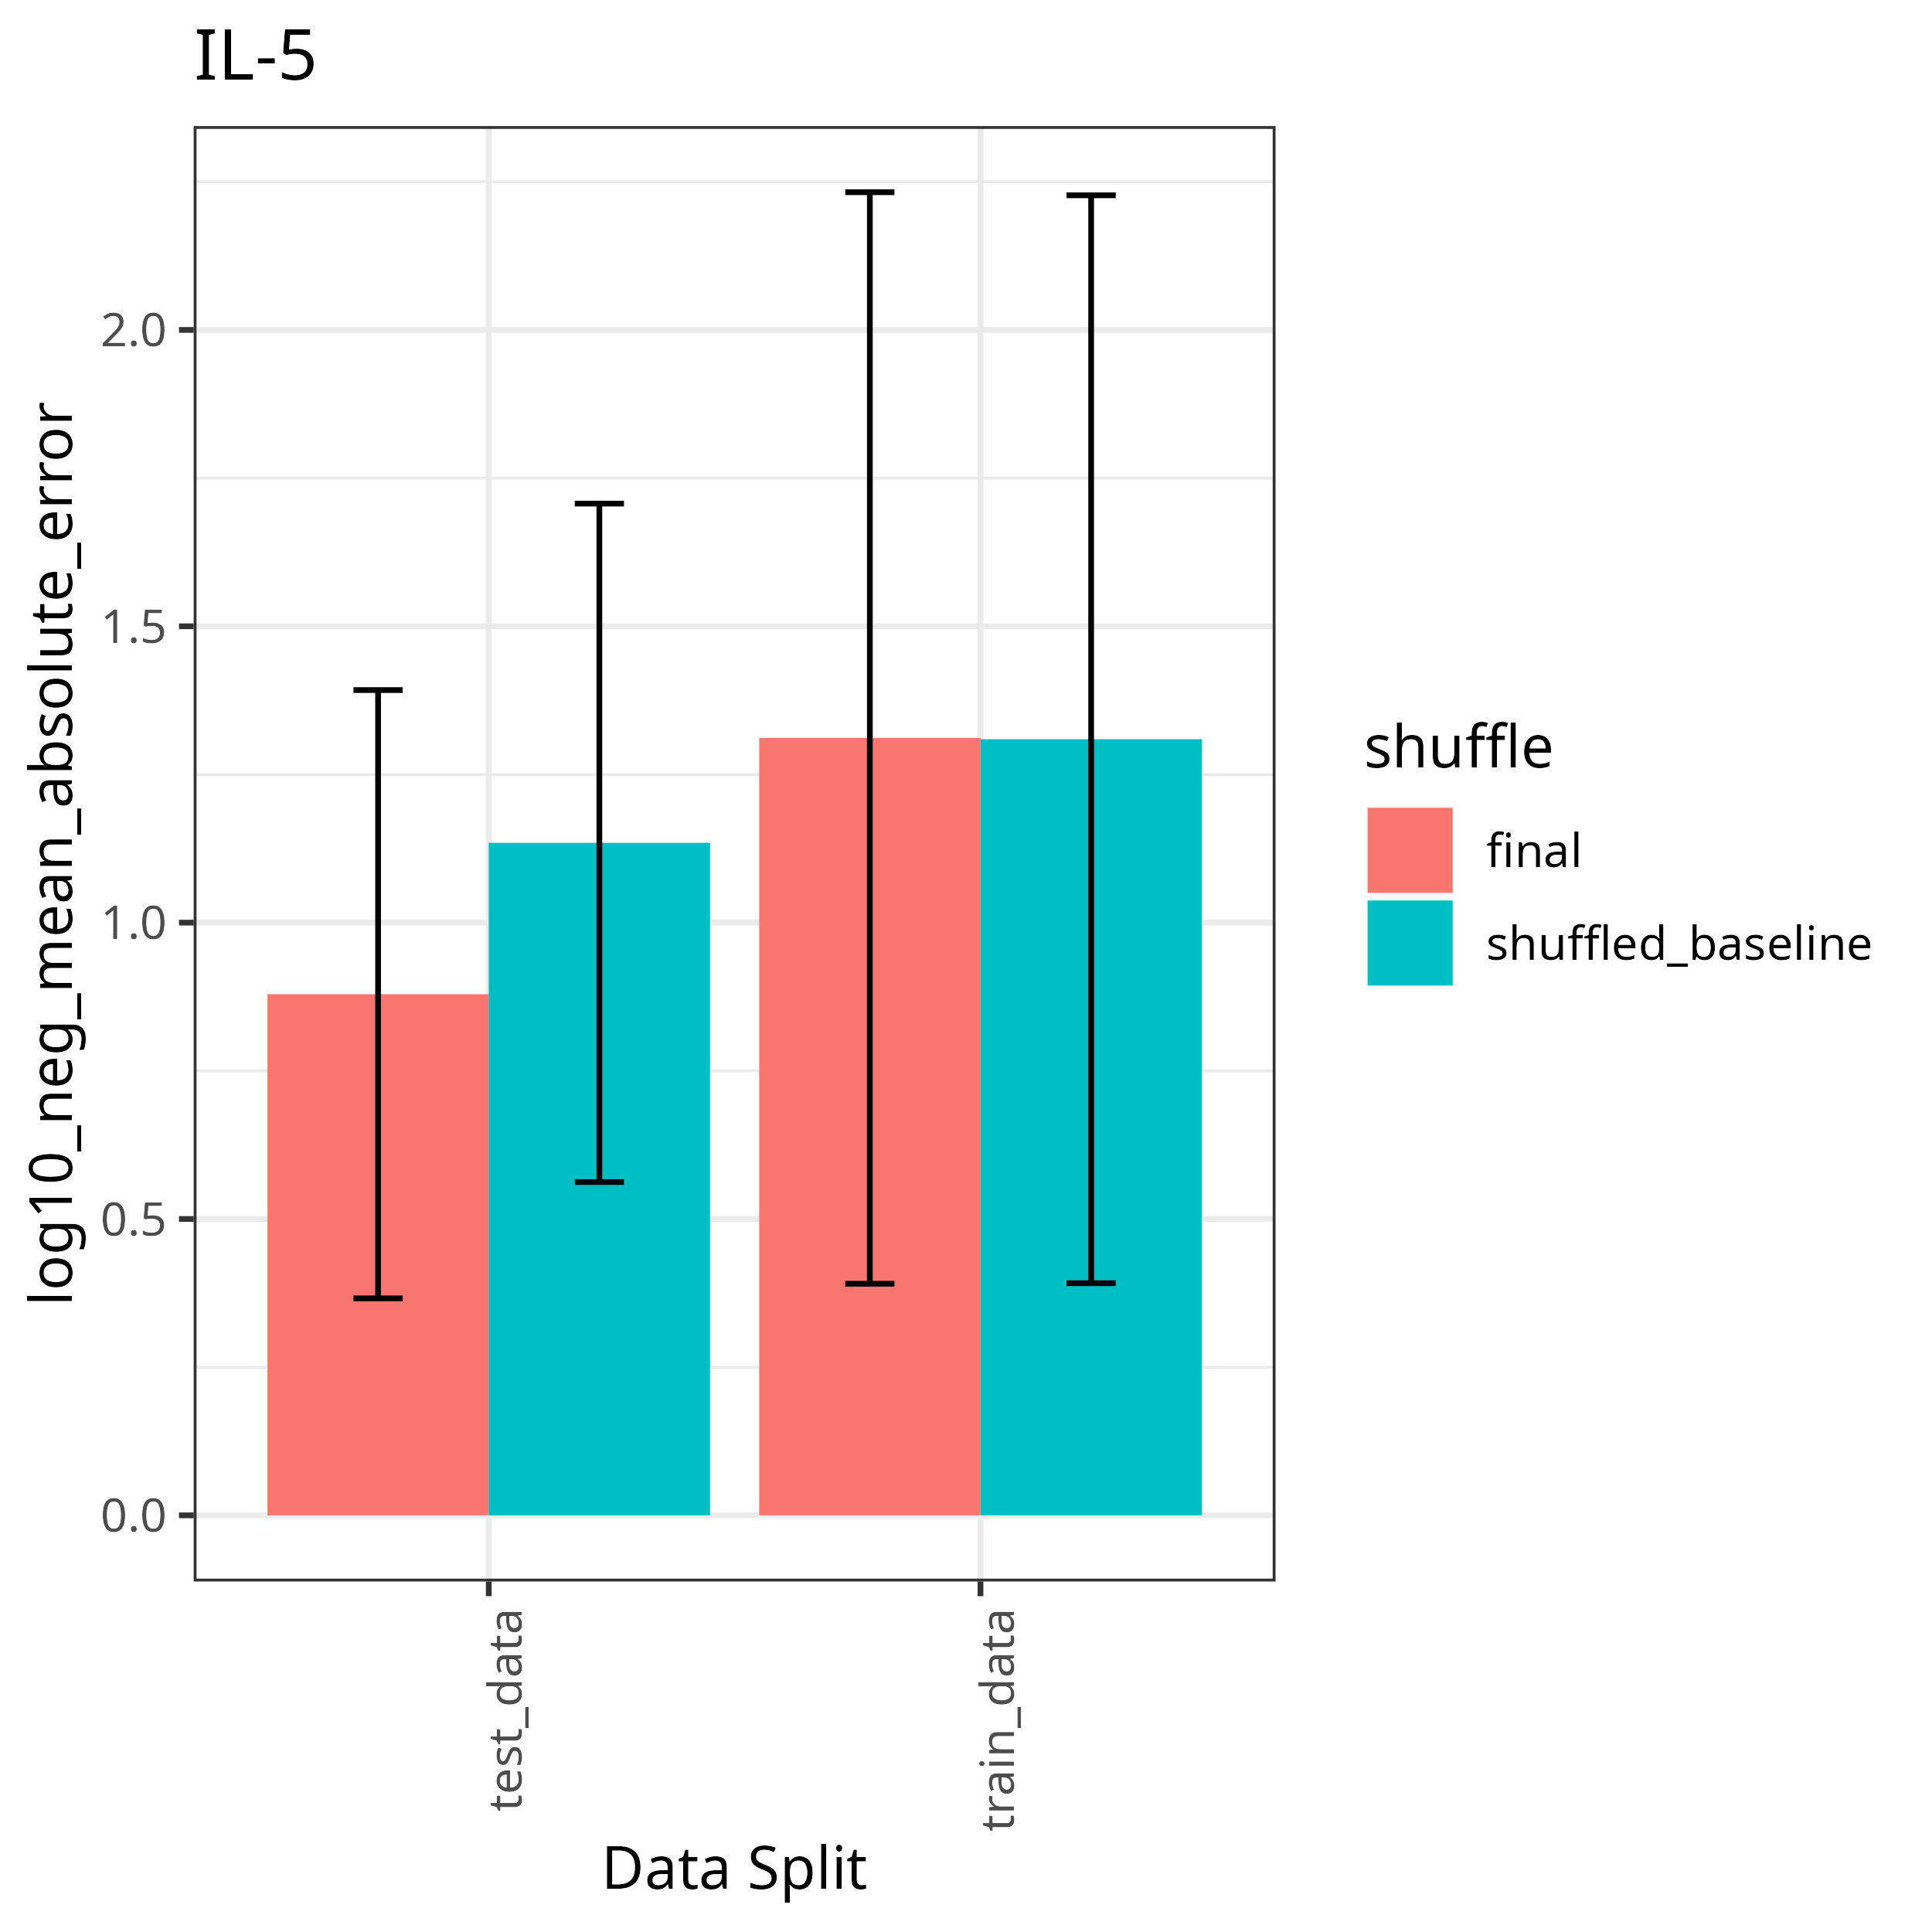 IL-5
log10_neg_mean_absolute_error
2.0
1.5
1.0
0.5
0.0
test_data
train_data
Data Split
shuffle
final
shuffled_baseline